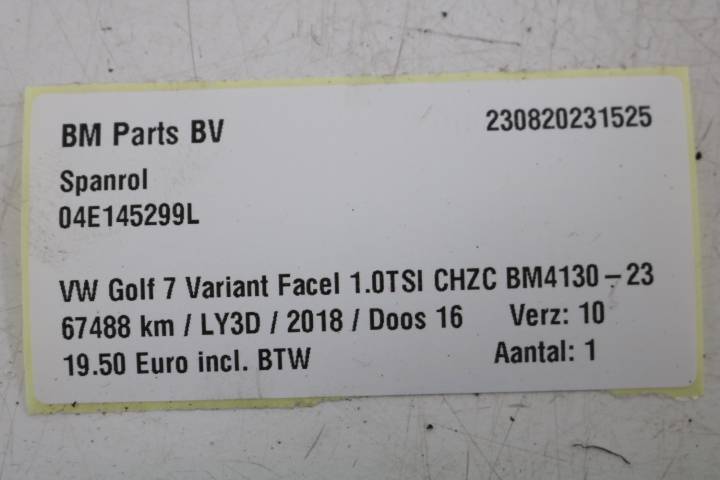 BM Parts BV 230820231525
Spanrol
04E145299L
VW Golf 7 Variant Facel 1.0TSI CHZC BM4130-23
67488 km / LY3D / 2018 / Doos 16 Verz: 10
19.50 Euro incl. BTW Aantal: 1